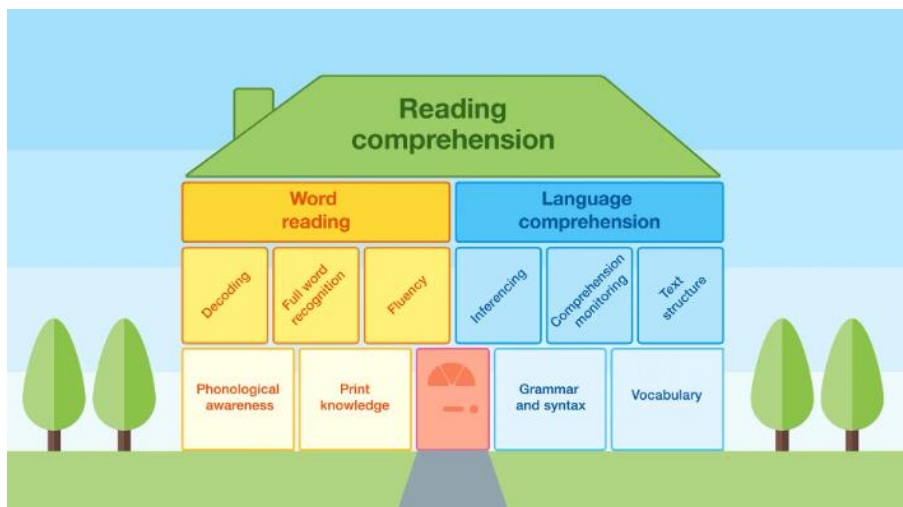 Reading
comprehension
Word
reading
Language
comprehension
Decoding
Full word
recognition
Fluency
Inferencing
Comprehension
monitoring
Text
structure
Phonological
awareness
Print
knowledge
Grammar
and syntax
Vocabulary